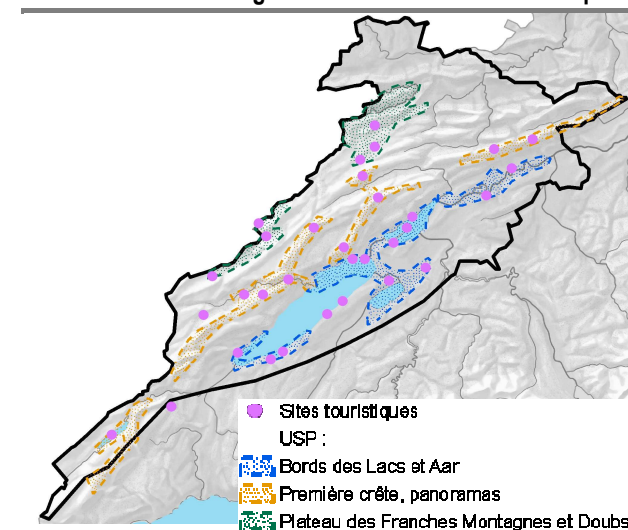 Sites touristiques
USP :
Bords des Lacs et Aar
Première crête, panoramas
Plateau des Franches Montagnes et Doubs